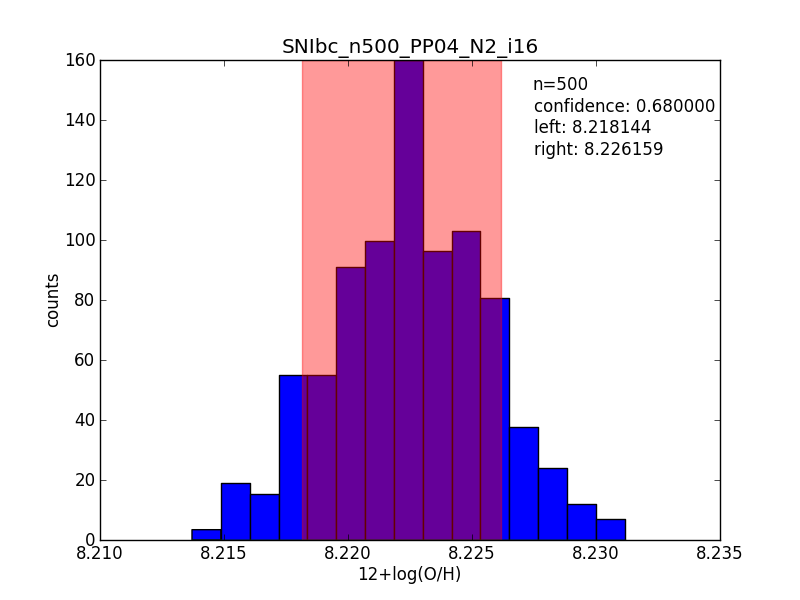 SNIbc_n500_PP04_N2_i16
n=500
confidence: 0.680000
left: 8.218144
right: 8.226159
160
140
120
100
80
60
40
20
0
counts
8.210 8.215 8.220 8.225 8.230 8.235
12+log(O/H)